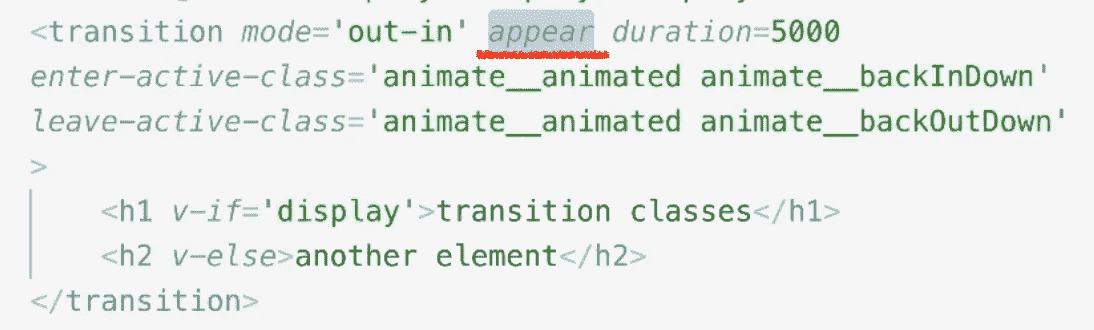 <transition mode='out-in' appear duration=5000
enter-active-class='animate__animated animate__backInDown'
leave-active-class='animate__animated animate__backOutDown'
>
<h1 v-if='display'>transition classes</h1>
<h2 v-else>another element</h2>
</transition>